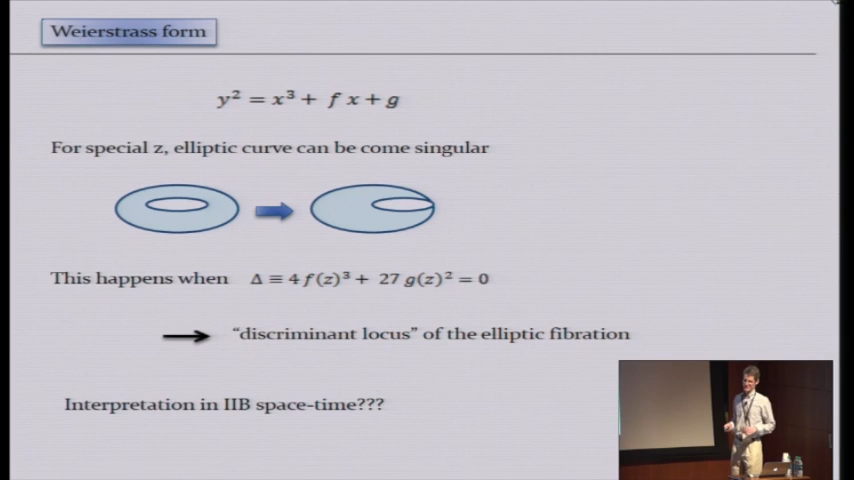 Weierstrass form
y² = x³ + f x + g
For special z, elliptic curve can be come singular
This happens when Δ ≡ 4 f(z)³ + 27 g(z)² = 0
“discriminant locus” of the elliptic fibration
Interpretation in IIB space-time???